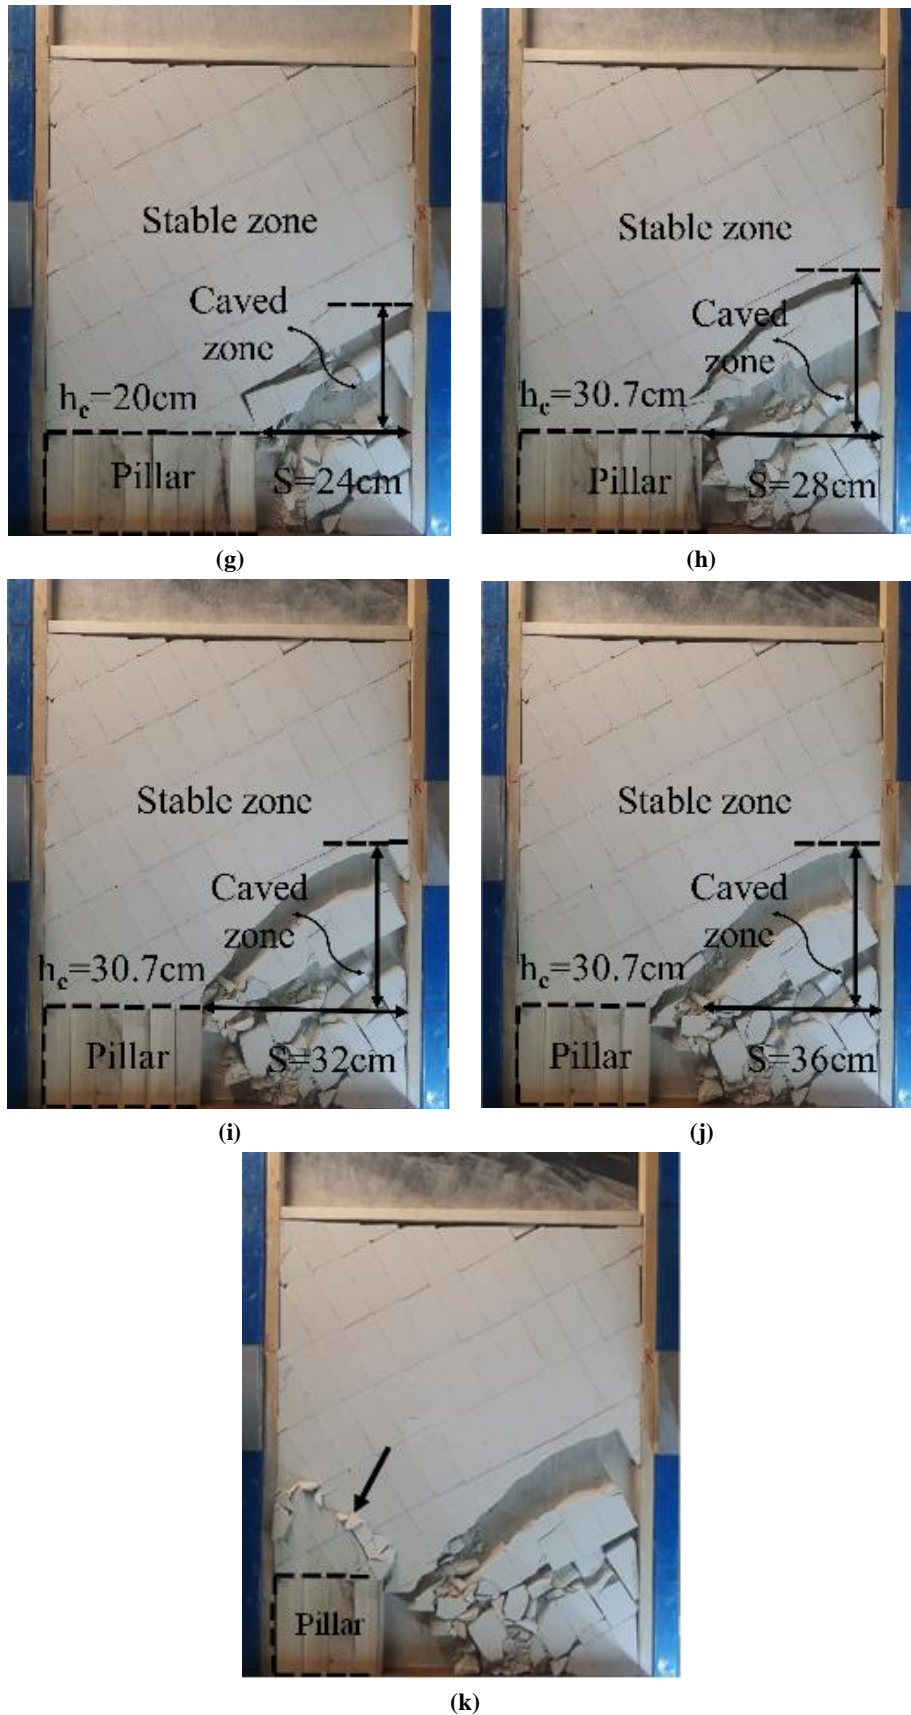 Stable zone
Caved
zone
hc=20cm
Pillar
S=24cm
(g)
Stable zone
Caved
zone
hc=30.7cm
Pillar
S=28cm
(h)
Stable zone
Caved
zone
hc=30.7cm
Pillar
S=32cm
(i)
Stable zone
Caved
zone
hc=30.7cm
Pillar
S=36cm
(j)
Pillar
(k)